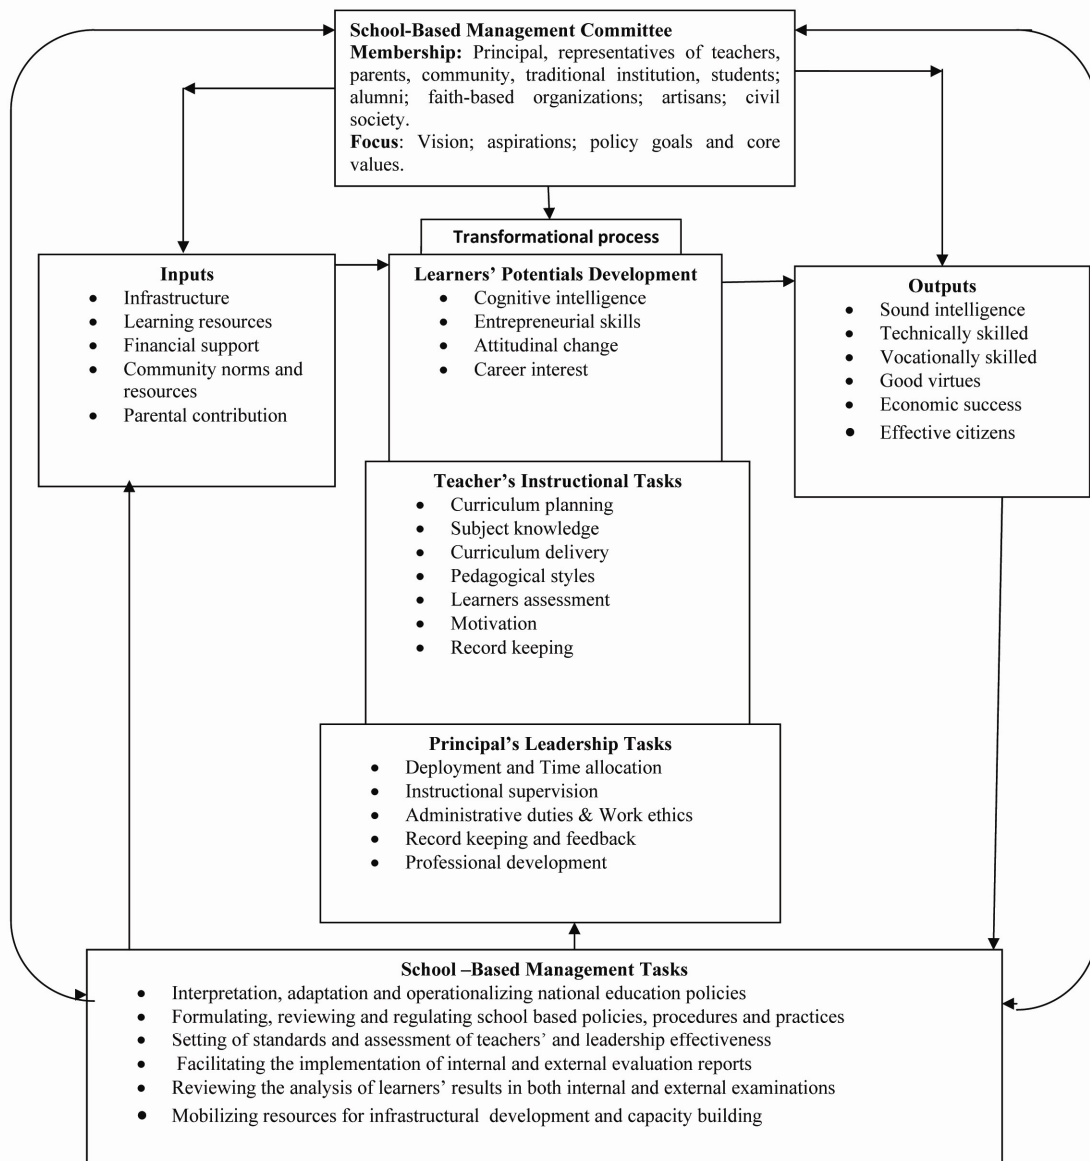 School-Based Management Committee
Membership: Principal, representatives of teachers,
parents, community, traditional institution, students;
alumni; faith-based organizations; artisans; civil
society.
Focus: Vision; aspirations; policy goals and core
values.
Transformational process
Inputs
• Infrastructure
• Learning resources
• Financial support
• Community norms and
resources
• Parental contribution
Learners’ Potentials Development
• Cognitive intelligence
• Entrepreneurial skills
• Attitudinal change
• Career interest
Outputs
• Sound intelligence
• Technically skilled
• Vocationally skilled
• Good virtues
• Economic success
• Effective citizens
Teacher’s Instructional Tasks
• Curriculum planning
• Subject knowledge
• Curriculum delivery
• Pedagogical styles
• Learners assessment
• Motivation
• Record keeping
Principal’s Leadership Tasks
• Deployment and Time allocation
• Instructional supervision
• Administrative duties & Work ethics
• Record keeping and feedback
• Professional development
School –Based Management Tasks
• Interpretation, adaptation and operationalizing national education policies
• Formulating, reviewing and regulating school based policies, procedures and practices
• Setting of standards and assessment of teachers’ and leadership effectiveness
• Facilitating the implementation of internal and external evaluation reports
• Reviewing the analysis of learners’ results in both internal and external examinations
• Mobilizing resources for infrastructural development and capacity building